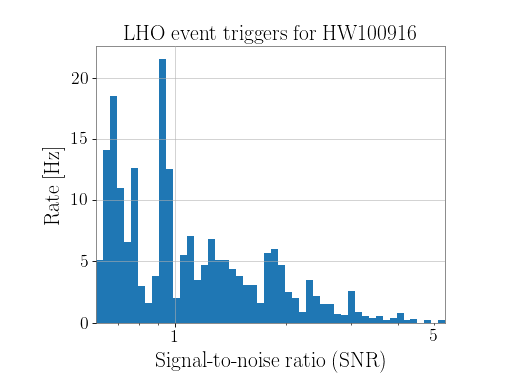 LHO event triggers for HW100916
20
15
10
5
0
1
5
Rate [Hz]
Signal-to-noise ratio (SNR)